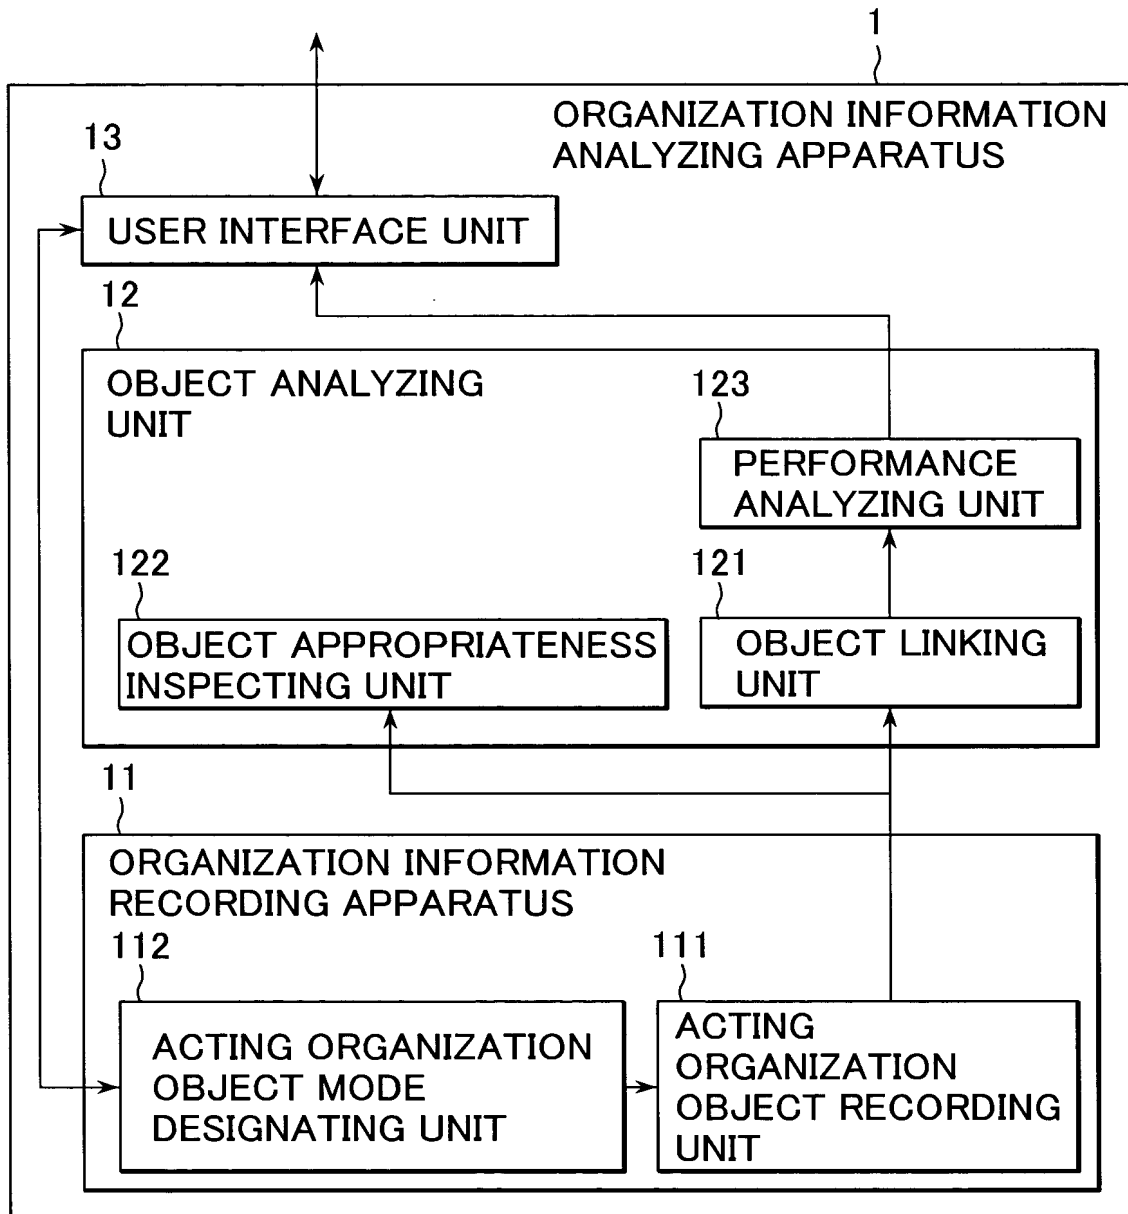 1
ORGANIZATION INFORMATION
ANALYZING APPARATUS
13
USER INTERFACE UNIT
12
OBJECT ANALYZING
UNIT
123
PERFORMANCE
ANALYZING UNIT
122
OBJECT APPROPRIATENESS
INSPECTING UNIT
121
OBJECT LINKING
UNIT
11
ORGANIZATION INFORMATION
RECORDING APPARATUS
112
ACTING ORGANIZATION
OBJECT MODE
DESIGNATING UNIT
111
ACTING
ORGANIZATION
OBJECT RECORDING
UNIT